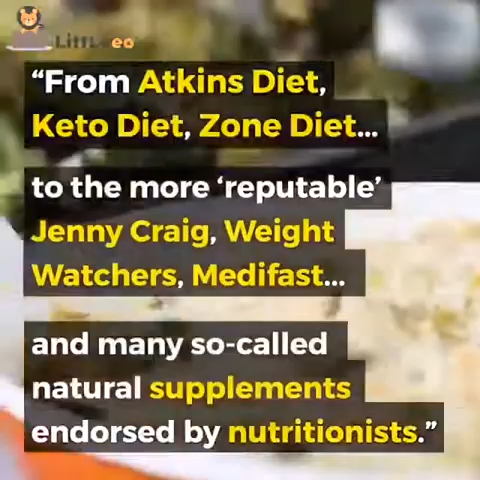 LittLeeo
“From Atkins Diet,
Keto Diet, Zone Diet...
to the more ‘reputable’
Jenny Craig, Weight
Watchers, Medifast...
and many so-called
natural supplements
endorsed by nutritionists.”